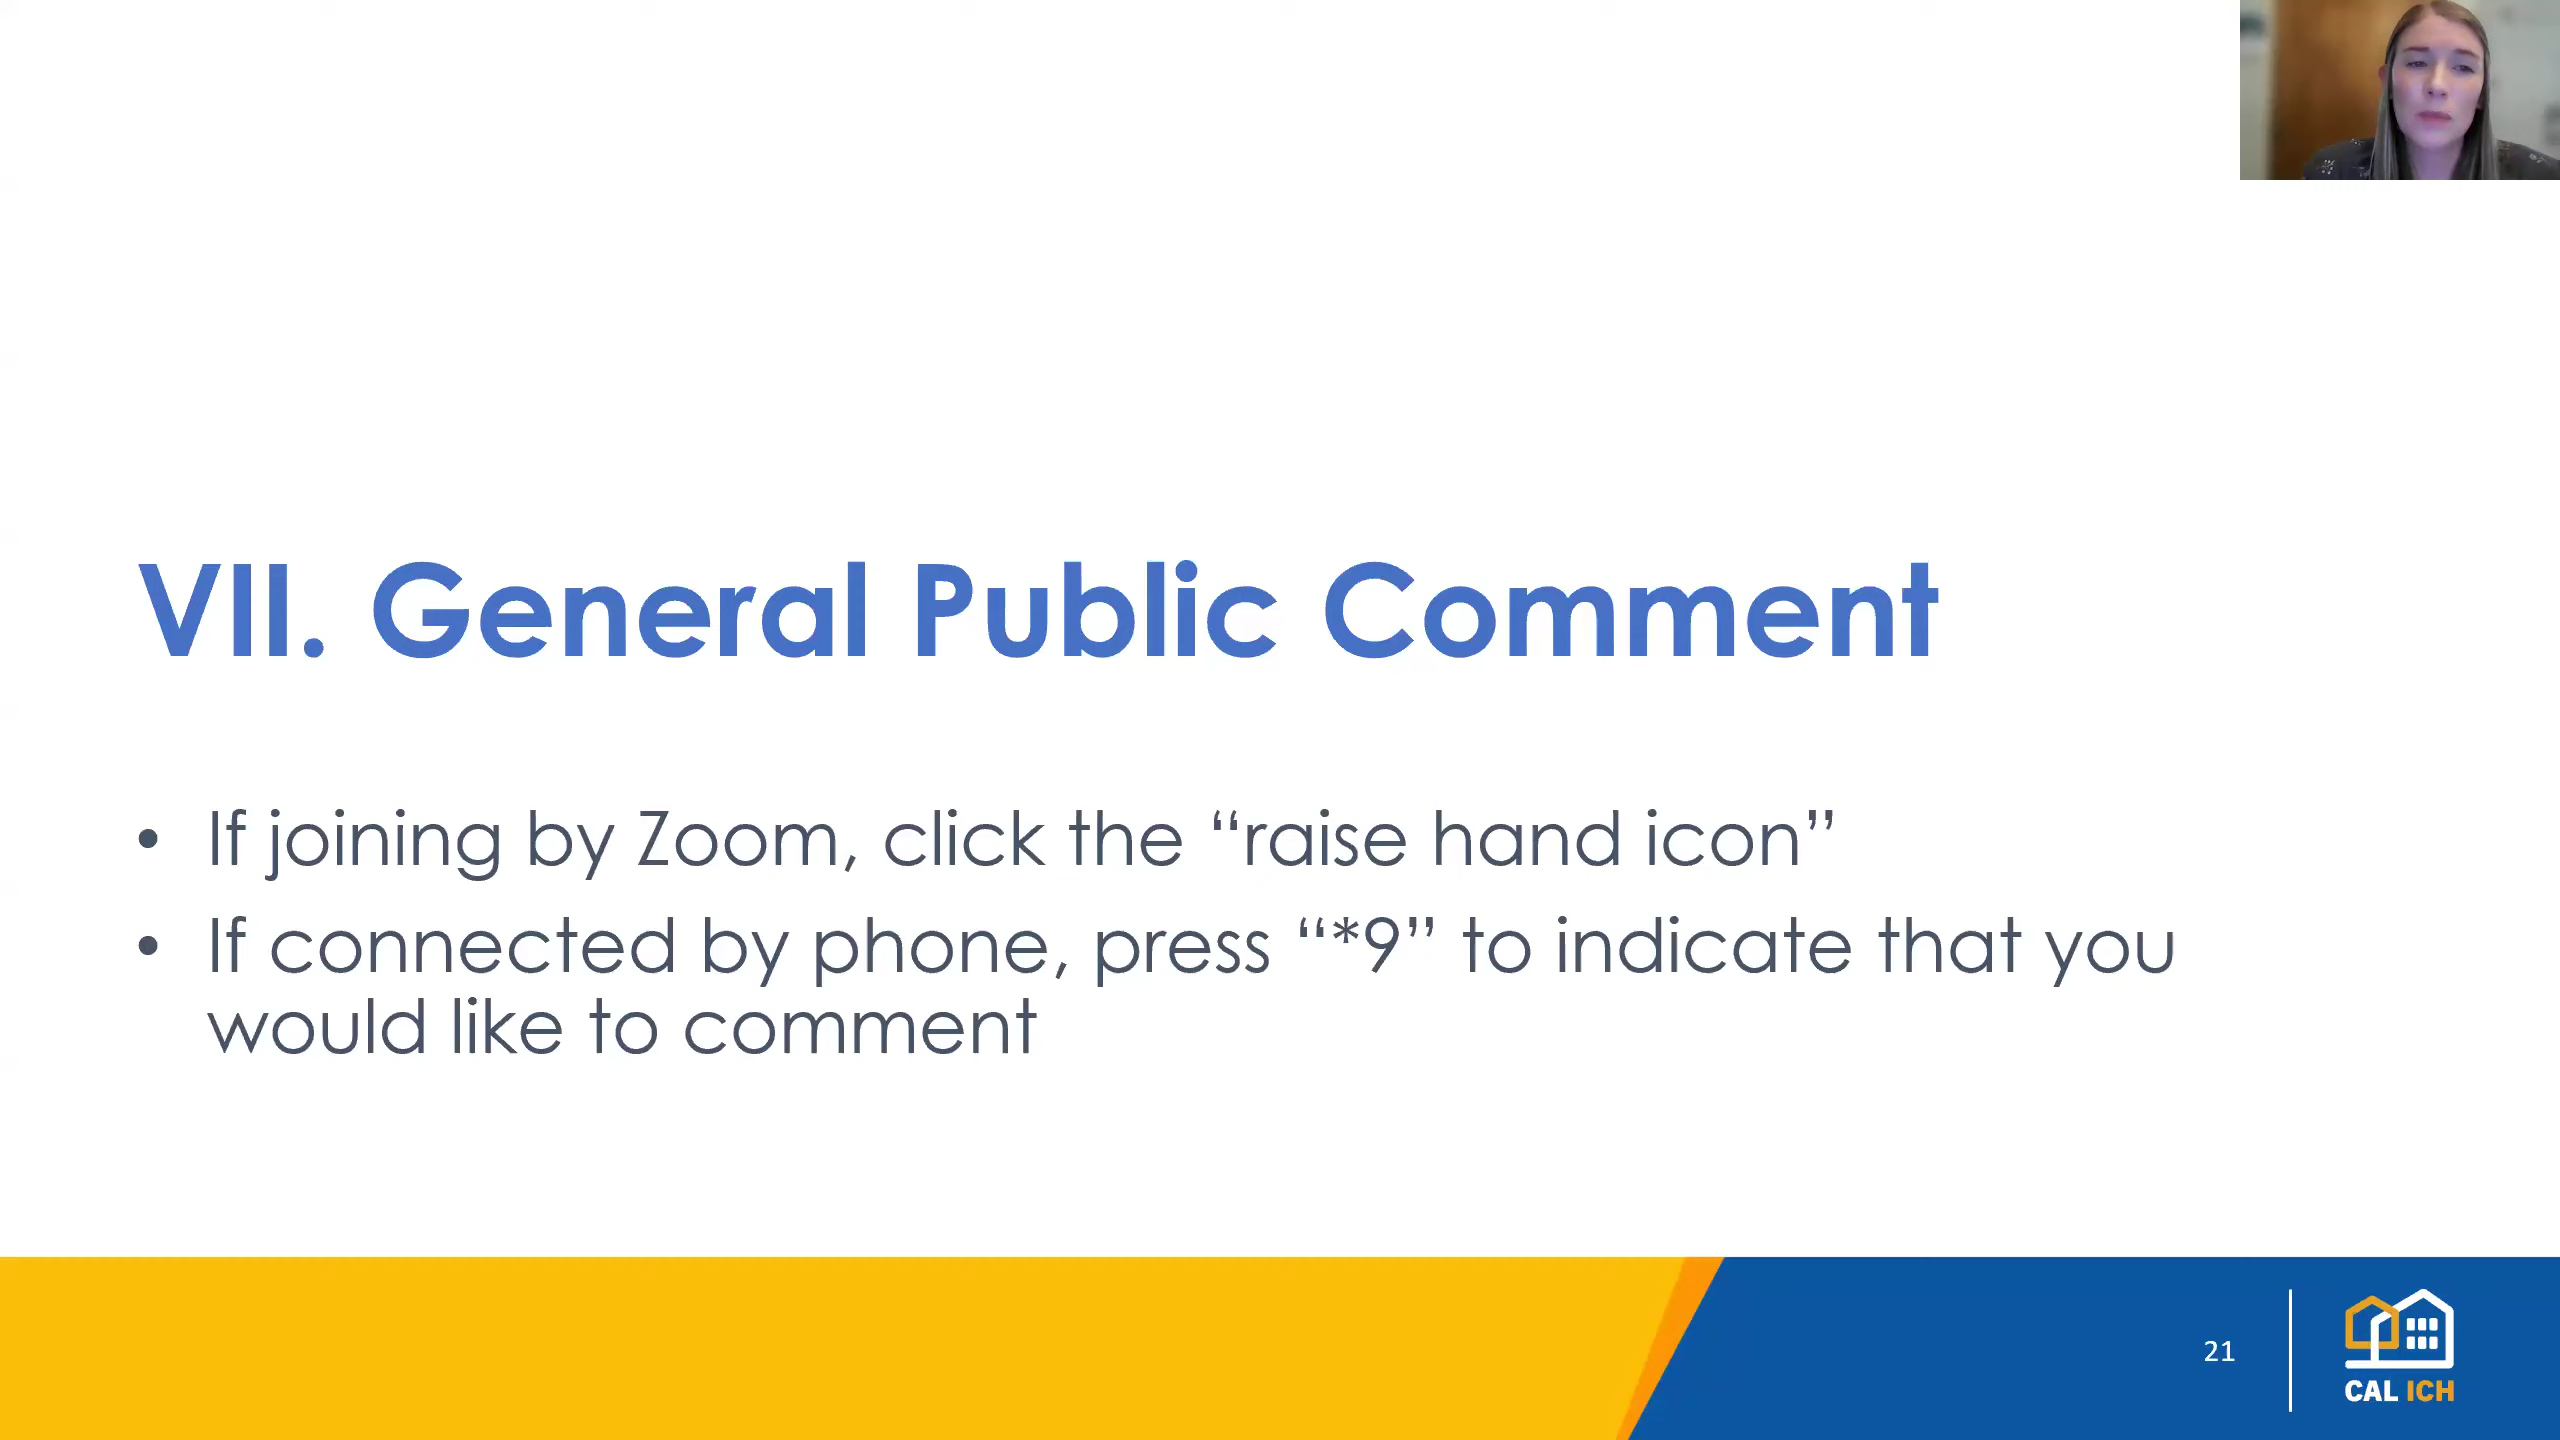 VII. General Public Comment
• If joining by Zoom, click the “raise hand icon”
• If connected by phone, press “*9” to indicate that you
would like to comment
21
CAL ICH